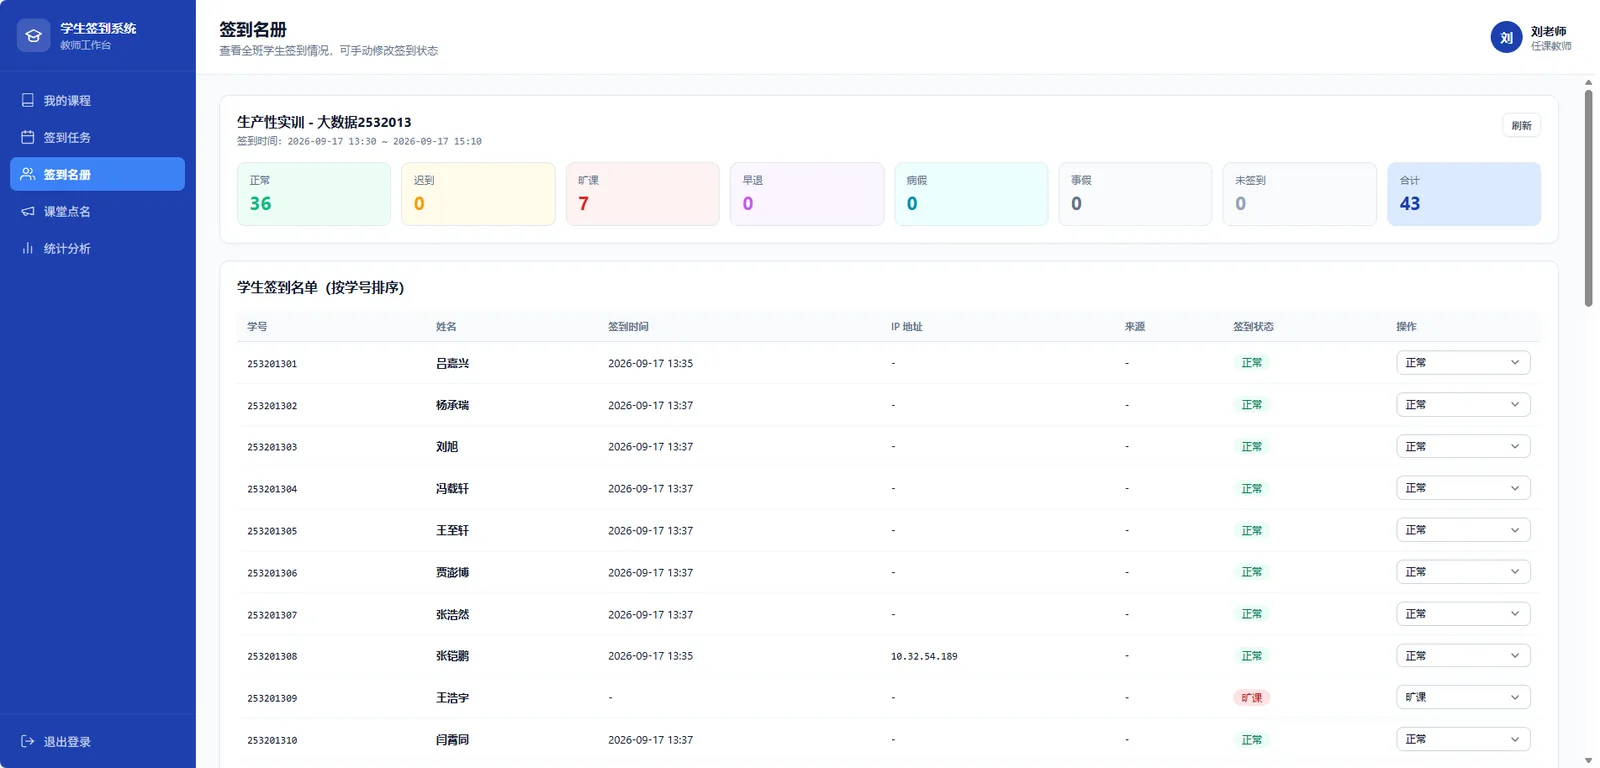 学生签到系统
教师工作台
我的课程
签到任务
签到名册
课堂点名
统计分析
退出登录
签到名册
查看全班学生签到情况，可手动修改签到状态
刘
刘老师
任课教师
生产性实训 - 大数据2532013
签到时间: 2026-09-17 13:30 ~ 2026-09-17 15:10
刷新
正常 迟到 旷课 早退 病假 事假 未签到 合计
36 0 7 0 0 0 0 43
学生签到名单（按学号排序）
学号 姓名 签到时间 IP 地址 来源 签到状态 操作
253201301 吕嘉兴 2026-09-17 13:35 - - 正常 正常
253201302 杨承瑞 2026-09-17 13:37 - - 正常 正常
253201303 刘旭 2026-09-17 13:37 - - 正常 正常
253201304 冯载轩 2026-09-17 13:37 - - 正常 正常
253201305 王至轩 2026-09-17 13:37 - - 正常 正常
253201306 贾澎博 2026-09-17 13:37 - - 正常 正常
253201307 张浩然 2026-09-17 13:37 - - 正常 正常
253201308 张铠鹏 2026-09-17 13:35 10.32.54.189 - 正常 正常
253201309 王浩宇 - - - 旷课 旷课
253201310 闫霄同 2026-09-17 13:37 - - 正常 正常